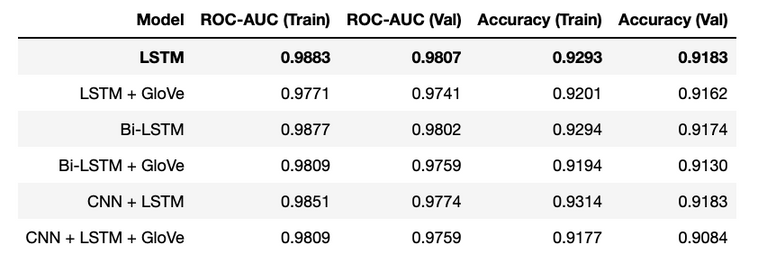 Model ROC-AUC (Train) ROC-AUC (Val) Accuracy (Train) Accuracy (Val)
LSTM 0.9883 0.9807 0.9293 0.9183
LSTM + GloVe 0.9771 0.9741 0.9201 0.9162
Bi-LSTM 0.9877 0.9802 0.9294 0.9174
Bi-LSTM + GloVe 0.9809 0.9759 0.9194 0.9130
CNN + LSTM 0.9851 0.9774 0.9314 0.9183
CNN + LSTM + GloVe 0.9809 0.9759 0.9177 0.9084